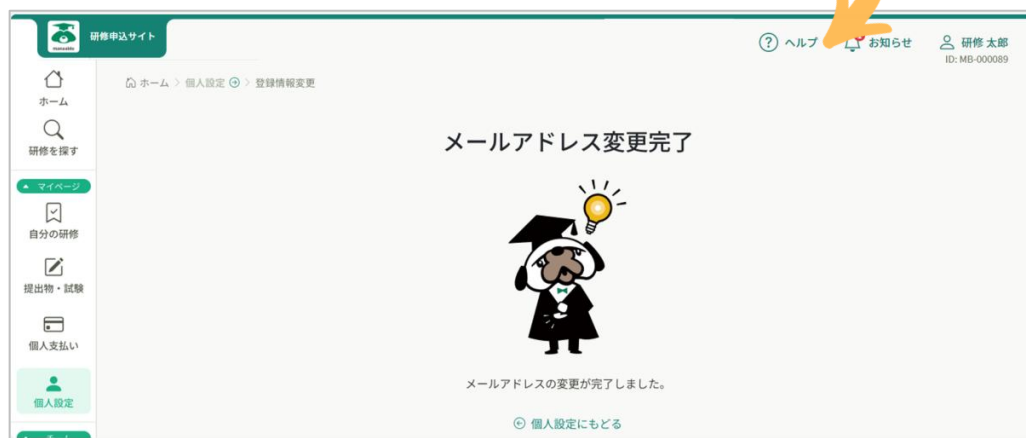 manaable
研修申込サイト
ヘルプ
お知らせ
研修 太郎
ID: MB-000089
ホーム > 個人設定 > 登録情報変更
ホーム
研修を探す
マイページ
自分の研修
提出物・試験
個人支払い
個人設定
メールアドレス変更完了
メールアドレスの変更が完了しました。
個人設定にもどる